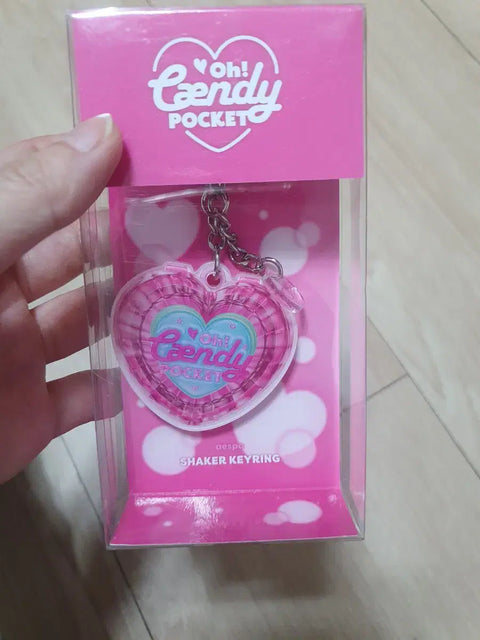 Oh!
Cændy
POCKET
Oh!
Cændy
POCKET
aespa
SHAKER KEYRING